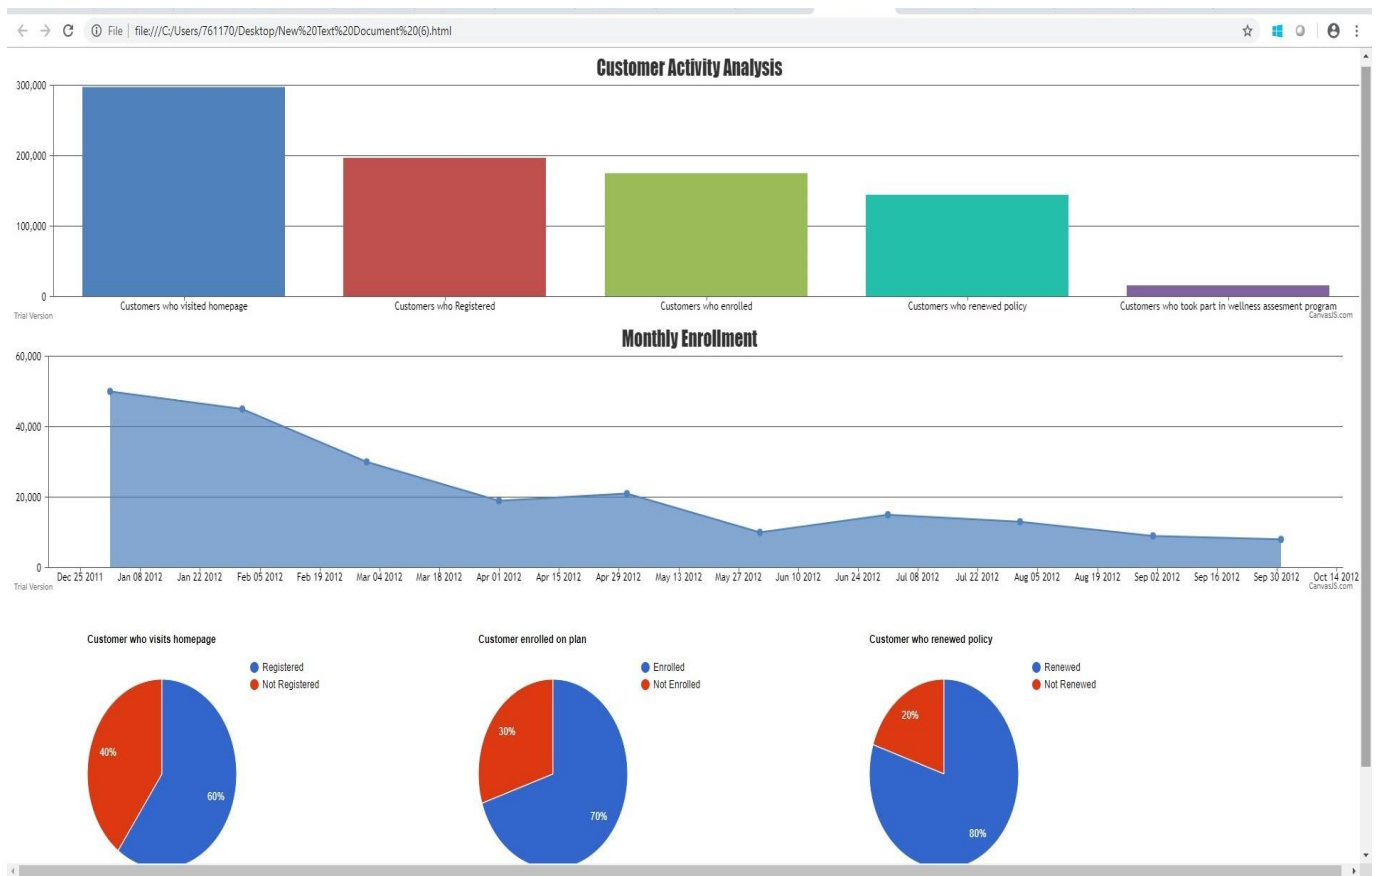 File | file:///C:/Users/761170/Desktop/New%20Text%20Document%20(6).html
Customer Activity Analysis
300,000
200,000
100,000
0
Customers who visited homepage Customers who Registered Customers who enrolled Customers who renewed policy Customers who took part in wellness assesment program
Trial Version CanvasJS.com
Monthly Enrollment
60,000
40,000
20,000
0
Dec 25 2011 Jan 08 2012 Jan 22 2012 Feb 05 2012 Feb 19 2012 Mar 04 2012 Mar 18 2012 Apr 01 2012 Apr 15 2012 Apr 29 2012 May 13 2012 May 27 2012 Jun 10 2012 Jun 24 2012 Jul 08 2012 Jul 22 2012 Aug 05 2012 Aug 19 2012 Sep 02 2012 Sep 16 2012 Sep 30 2012 Oct 14 2012
Trial Version CanvasJS.com
Customer who visits homepage
Registered
Not Registered
40%
60%
Customer enrolled on plan
Enrolled
Not Enrolled
30%
70%
Customer who renewed policy
Renewed
Not Renewed
20%
80%